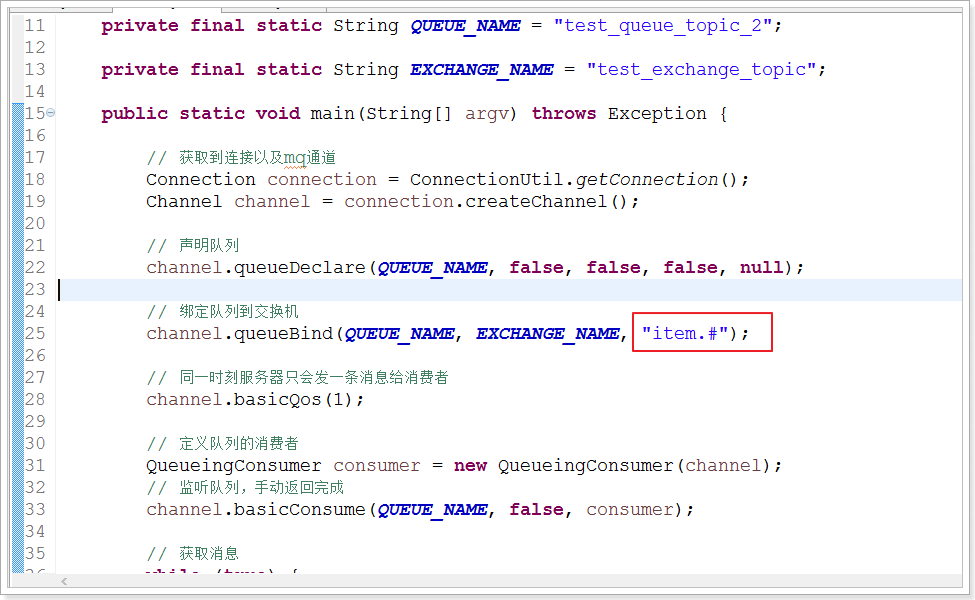 11 private final static String QUEUE_NAME = "test_queue_topic_2";
12
13 private final static String EXCHANGE_NAME = "test_exchange_topic";
14
15 public static void main(String[] argv) throws Exception {
16
17 // 获取到连接以及mq通道
18 Connection connection = ConnectionUtil.getConnection();
19 Channel channel = connection.createChannel();
20
21 // 声明队列
22 channel.queueDeclare(QUEUE_NAME, false, false, false, null);
23
24 // 绑定队列到交换机
25 channel.queueBind(QUEUE_NAME, EXCHANGE_NAME, "item.#");
26
27 // 同一时刻服务器只会发一条消息给消费者
28 channel.basicQos(1);
29
30 // 定义队列的消费者
31 QueueingConsumer consumer = new QueueingConsumer(channel);
32 // 监听队列，手动返回完成
33 channel.basicConsume(QUEUE_NAME, false, consumer);
34
35 // 获取消息
36 while (true) {